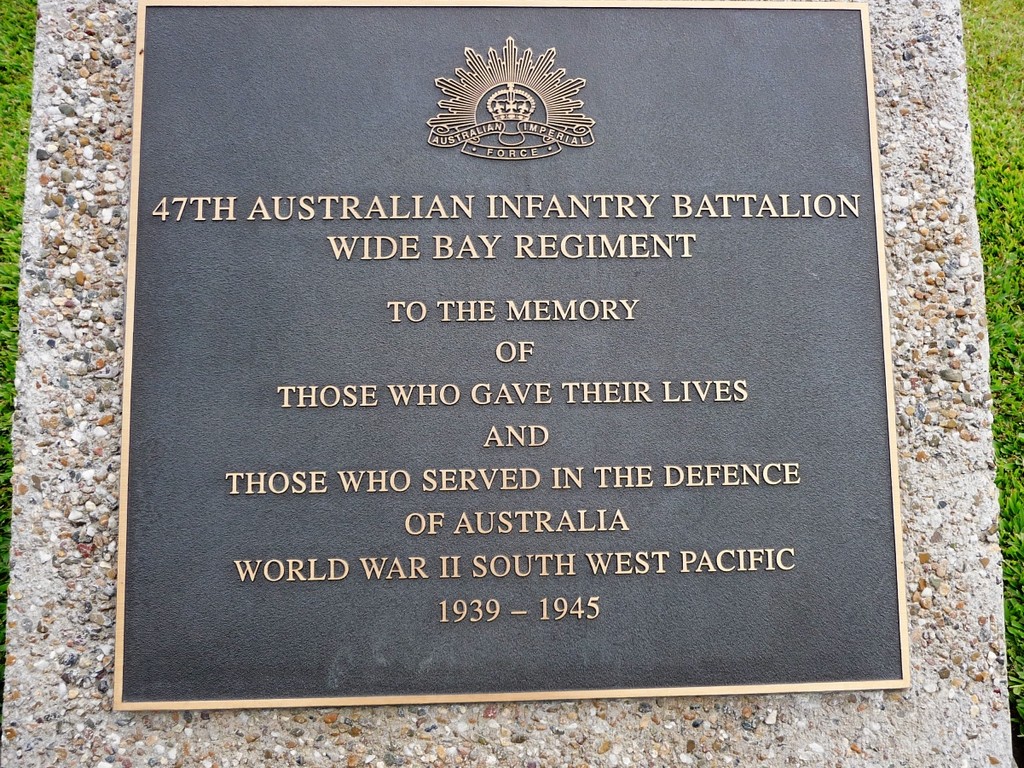 AUSTRALIAN IMPERIAL
• FORCE •
47TH AUSTRALIAN INFANTRY BATTALION
WIDE BAY REGIMENT
TO THE MEMORY
OF
THOSE WHO GAVE THEIR LIVES
AND
THOSE WHO SERVED IN THE DEFENCE
OF AUSTRALIA
WORLD WAR II SOUTH WEST PACIFIC
1939 – 1945